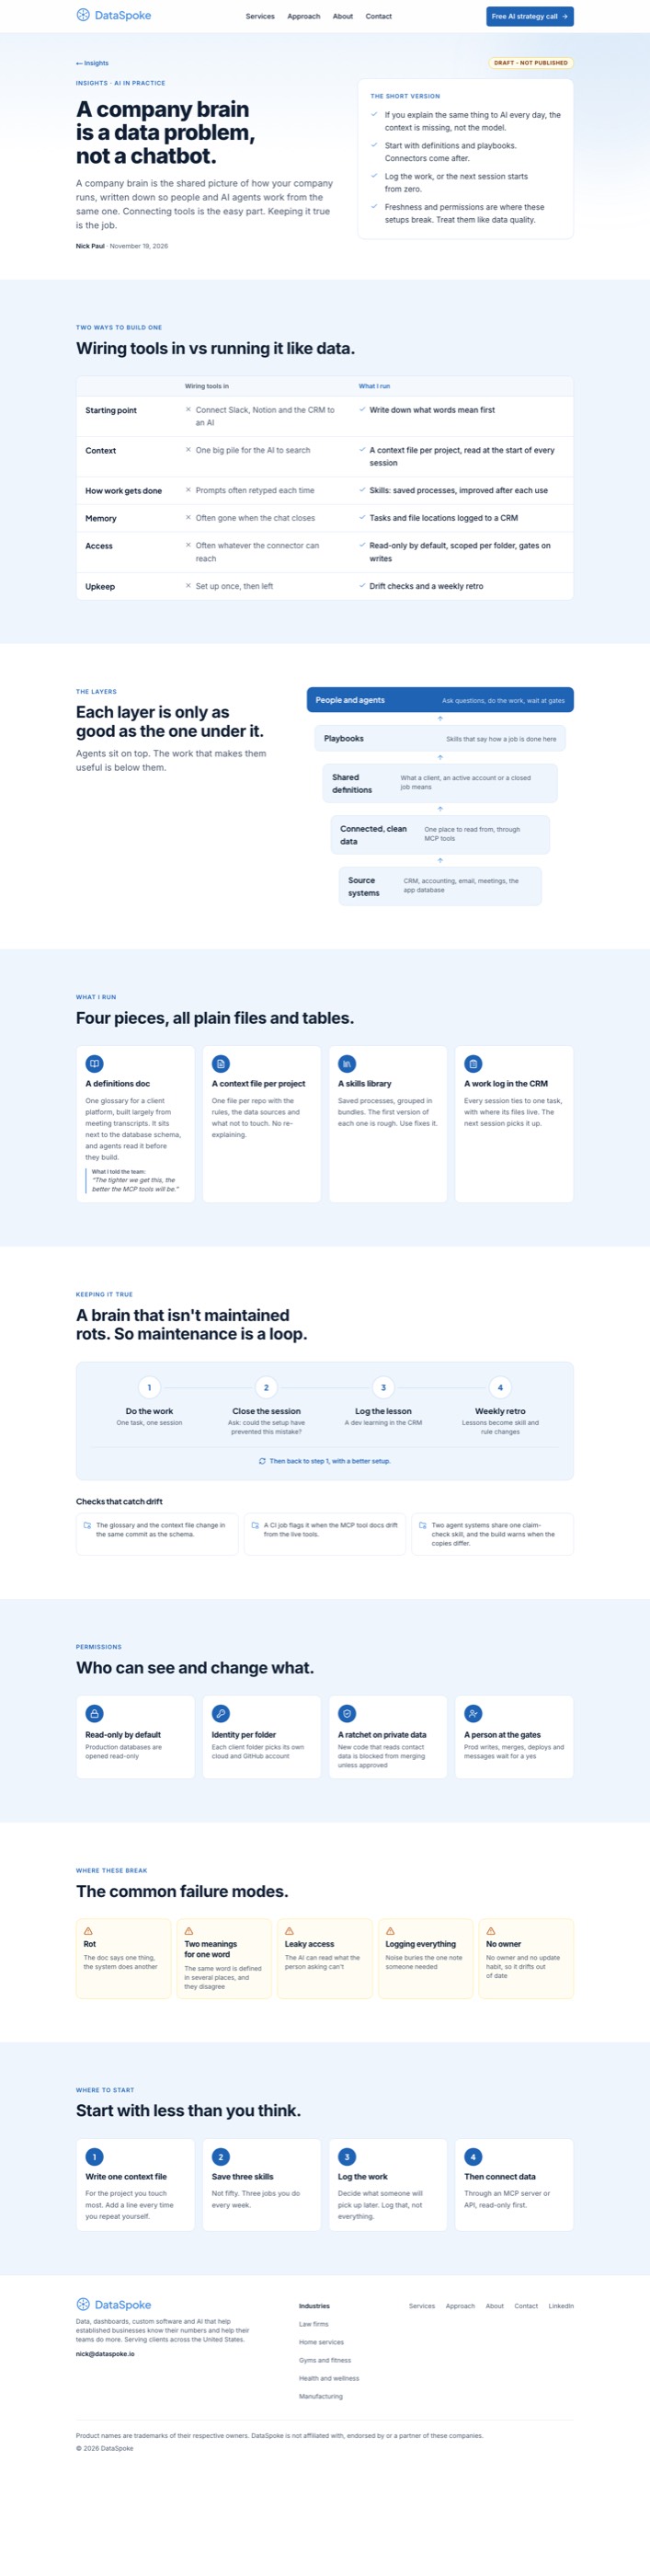 DataSpoke
Services Approach About Contact
Free AI strategy call →
← Insights
DRAFT - NOT PUBLISHED
INSIGHTS · AI IN PRACTICE
A company brain
is a data problem,
not a chatbot.
A company brain is the shared picture of how your company
runs, written down so people and AI agents work from the
same one. Connecting tools is the easy part. Keeping it true
is the job.
Nick Paul · November 19, 2026
THE SHORT VERSION
If you explain the same thing to AI every day, the
context is missing, not the model.
Start with definitions and playbooks.
Connectors come after.
Log the work, or the next session starts
from zero.
Freshness and permissions are where these
setups break. Treat them like data quality.
TWO WAYS TO BUILD ONE
Wiring tools in vs running it like data.
Wiring tools in
What I run
Starting point
Connect Slack, Notion and the CRM to
an AI
Write down what words mean first
Context
One big pile for the AI to search
A context file per project, read at the start of every
session
How work gets done
Prompts often retyped each time
Skills: saved processes, improved after each use
Memory
Often gone when the chat closes
Tasks and file locations logged to a CRM
Access
Often whatever the connector can
reach
Read-only by default, scoped per folder, gates on
writes
Upkeep
Set up once, then left
Drift checks and a weekly retro
THE LAYERS
Each layer is only as
good as the one under it.
Agents sit on top. The work that makes them
useful is below them.
People and agents
Ask questions, do the work, wait at gates
Playbooks
Skills that say how a job is done here
Shared
definitions
What a client, an active account or a closed
job means
Connected, clean
data
One place to read from, through
MCP tools
Source
systems
CRM, accounting, email, meetings, the
app database
WHAT I RUN
Four pieces, all plain files and tables.
A definitions doc
One glossary for a client
platform, built largely from
meeting transcripts. It sits
next to the database schema,
and agents read it before
they build.
What I told the team:
"The tighter we get this, the
better the MCP tools will be."
A context file per project
One file per repo with the
rules, the data sources and
what not to touch. No re-
explaining.
A skills library
Saved processes, grouped in
bundles. The first version of
each one is rough. Use fixes it.
A work log in the CRM
Every session ties to one task,
with where its files live. The
next session picks it up.
KEEPING IT TRUE
A brain that isn't maintained
rots. So maintenance is a loop.
1
Do the work
One task, one session
2
Close the session
Ask: could the setup have
prevented this mistake?
3
Log the lesson
A dev learning in the CRM
4
Weekly retro
Lessons become skill and
rule changes
Then back to step 1, with a better setup.
Checks that catch drift
The glossary and the context file change in
the same commit as the schema.
A CI job flags it when the MCP tool docs drift
from the live tools.
Two agent systems share one claim-
check skill, and the build warns when the
copies differ.
PERMISSIONS
Who can see and change what.
Read-only by default
Production databases are
opened read-only
Identity per folder
Each client folder picks its own
cloud and GitHub account
A ratchet on private data
New code that reads contact
data is blocked from merging
unless approved
A person at the gates
Prod writes, merges, deploys and
messages wait for a yes
WHERE THESE BREAK
The common failure modes.
Rot
The doc says one thing,
the system does another
Two meanings
for one word
The same word is defined
in several places, and
they disagree
Leaky access
The AI can read what the
person asking can't
Logging everything
Noise buries the one note
someone needed
No owner
No owner and no update
habit, so it drifts out
of date
WHERE TO START
Start with less than you think.
1
Write one context file
For the project you touch
most. Add a line every time
you repeat yourself.
2
Save three skills
Not fifty. Three jobs you do
every week.
3
Log the work
Decide what someone will
pick up later. Log that, not
everything.
4
Then connect data
Through an MCP server or
API, read-only first.
DataSpoke
Data, dashboards, custom software and AI that help
established businesses know their numbers and help their
teams do more. Serving clients across the United States.
nick@dataspoke.io
Industries
Law firms
Home services
Gyms and fitness
Health and wellness
Manufacturing
Services Approach About Contact LinkedIn
Product names are trademarks of their respective owners. DataSpoke is not affiliated with, endorsed by or a partner of these companies.
© 2026 DataSpoke